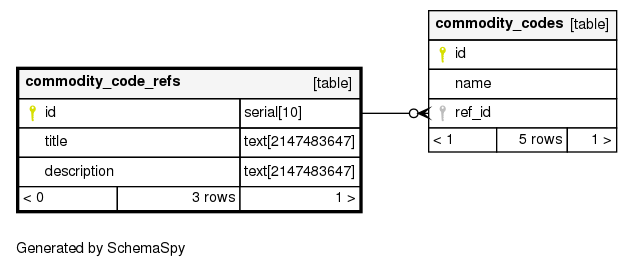 commodity_codes [table]
id
name
ref_id
< 1 5 rows 1 >
commodity_code_refs [table]
id serial[10]
title text[2147483647]
description text[2147483647]
< 0 3 rows 1 >
Generated by SchemaSpy